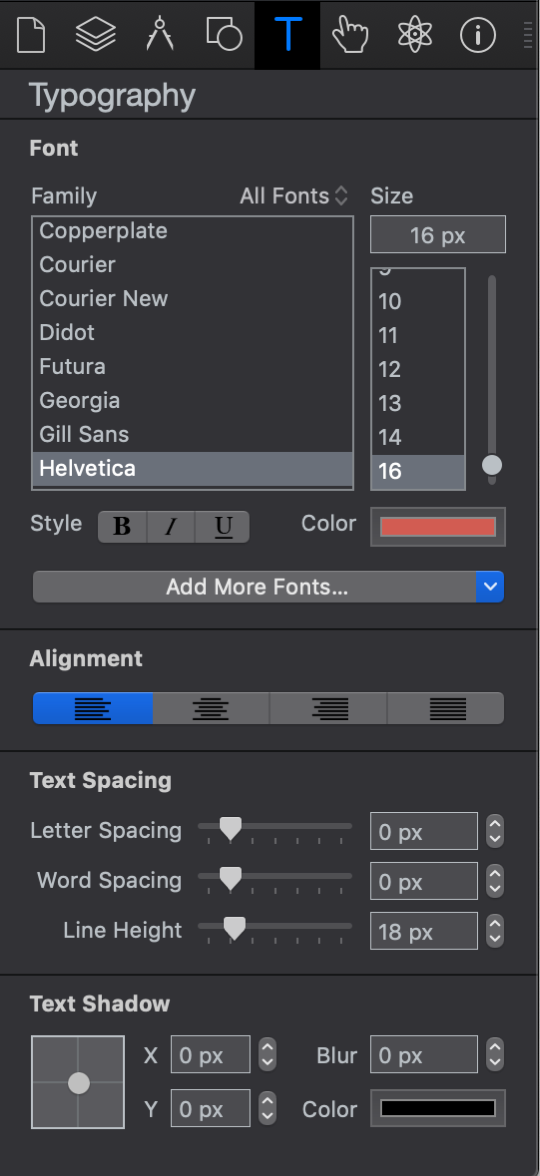 T
Typography
Font
Family All Fonts Size
16 px
Copperplate
Courier
Courier New
Didot
Futura
Georgia
Gill Sans
Helvetica
9
10
11
12
13
14
16
Style B I U Color
Add More Fonts...
Alignment
Text Spacing
Letter Spacing 0 px
Word Spacing 0 px
Line Height 18 px
Text Shadow
X 0 px Blur 0 px
Y 0 px Color